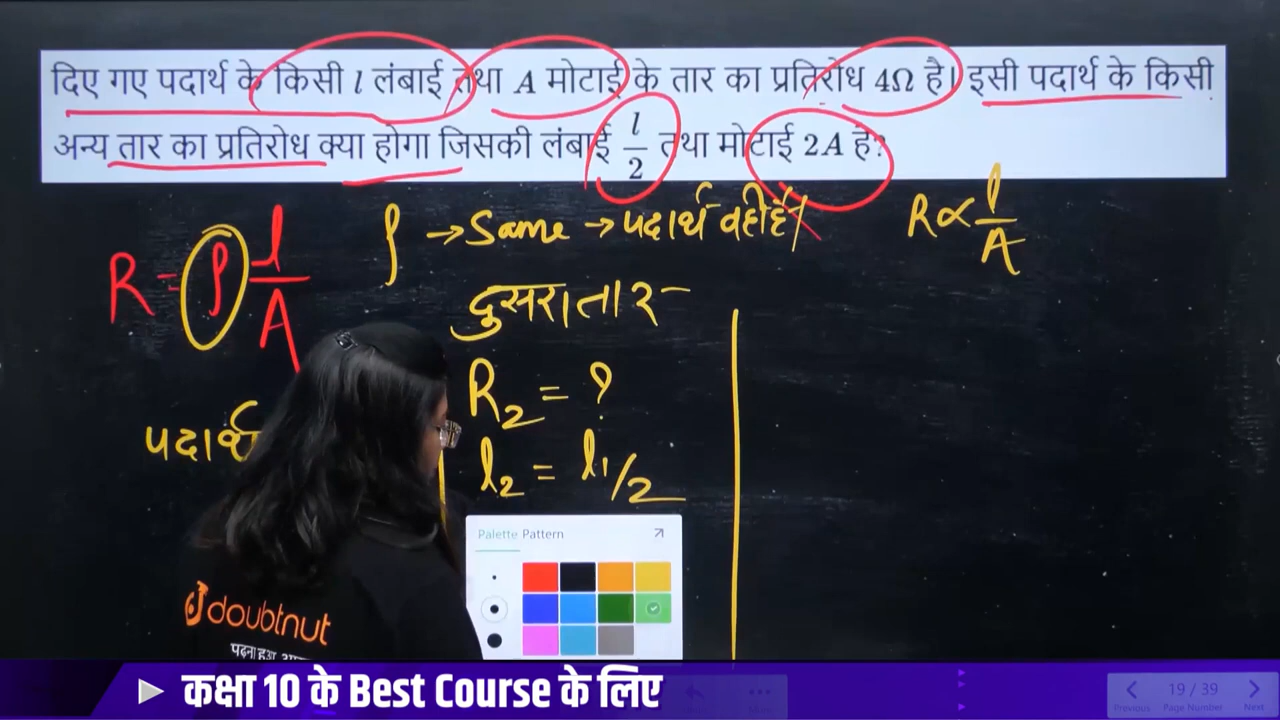 दिए गए पदार्थ के किसी l लंबाई तथा A मोटाई के तार का प्रतिरोध 4Ω है। इसी पदार्थ के किसी
अन्य तार का प्रतिरोध क्या होगा जिसकी लंबाई l/2 तथा मोटाई 2A है?
R = ρ l/A
ρ → Same → पदार्थ वही है।
R ∝ l/A
दुसरा तार -
R₂ = ?
l₂ = l₁/2
पदार्थ
Palette Pattern
doubtnut
कक्षा 10 के Best Course के लिए
19 / 39
Previous Page Number Next